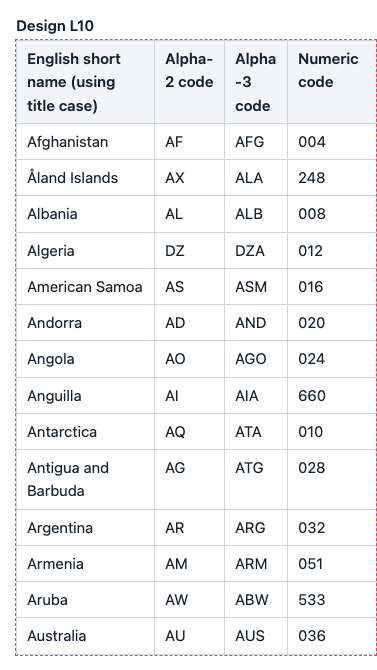 Design L10
English short name (using title case) Alpha-2 code Alpha-3 code Numeric code
Afghanistan AF AFG 004
Åland Islands AX ALA 248
Albania AL ALB 008
Algeria DZ DZA 012
American Samoa AS ASM 016
Andorra AD AND 020
Angola AO AGO 024
Anguilla AI AIA 660
Antarctica AQ ATA 010
Antigua and Barbuda AG ATG 028
Argentina AR ARG 032
Armenia AM ARM 051
Aruba AW ABW 533
Australia AU AUS 036